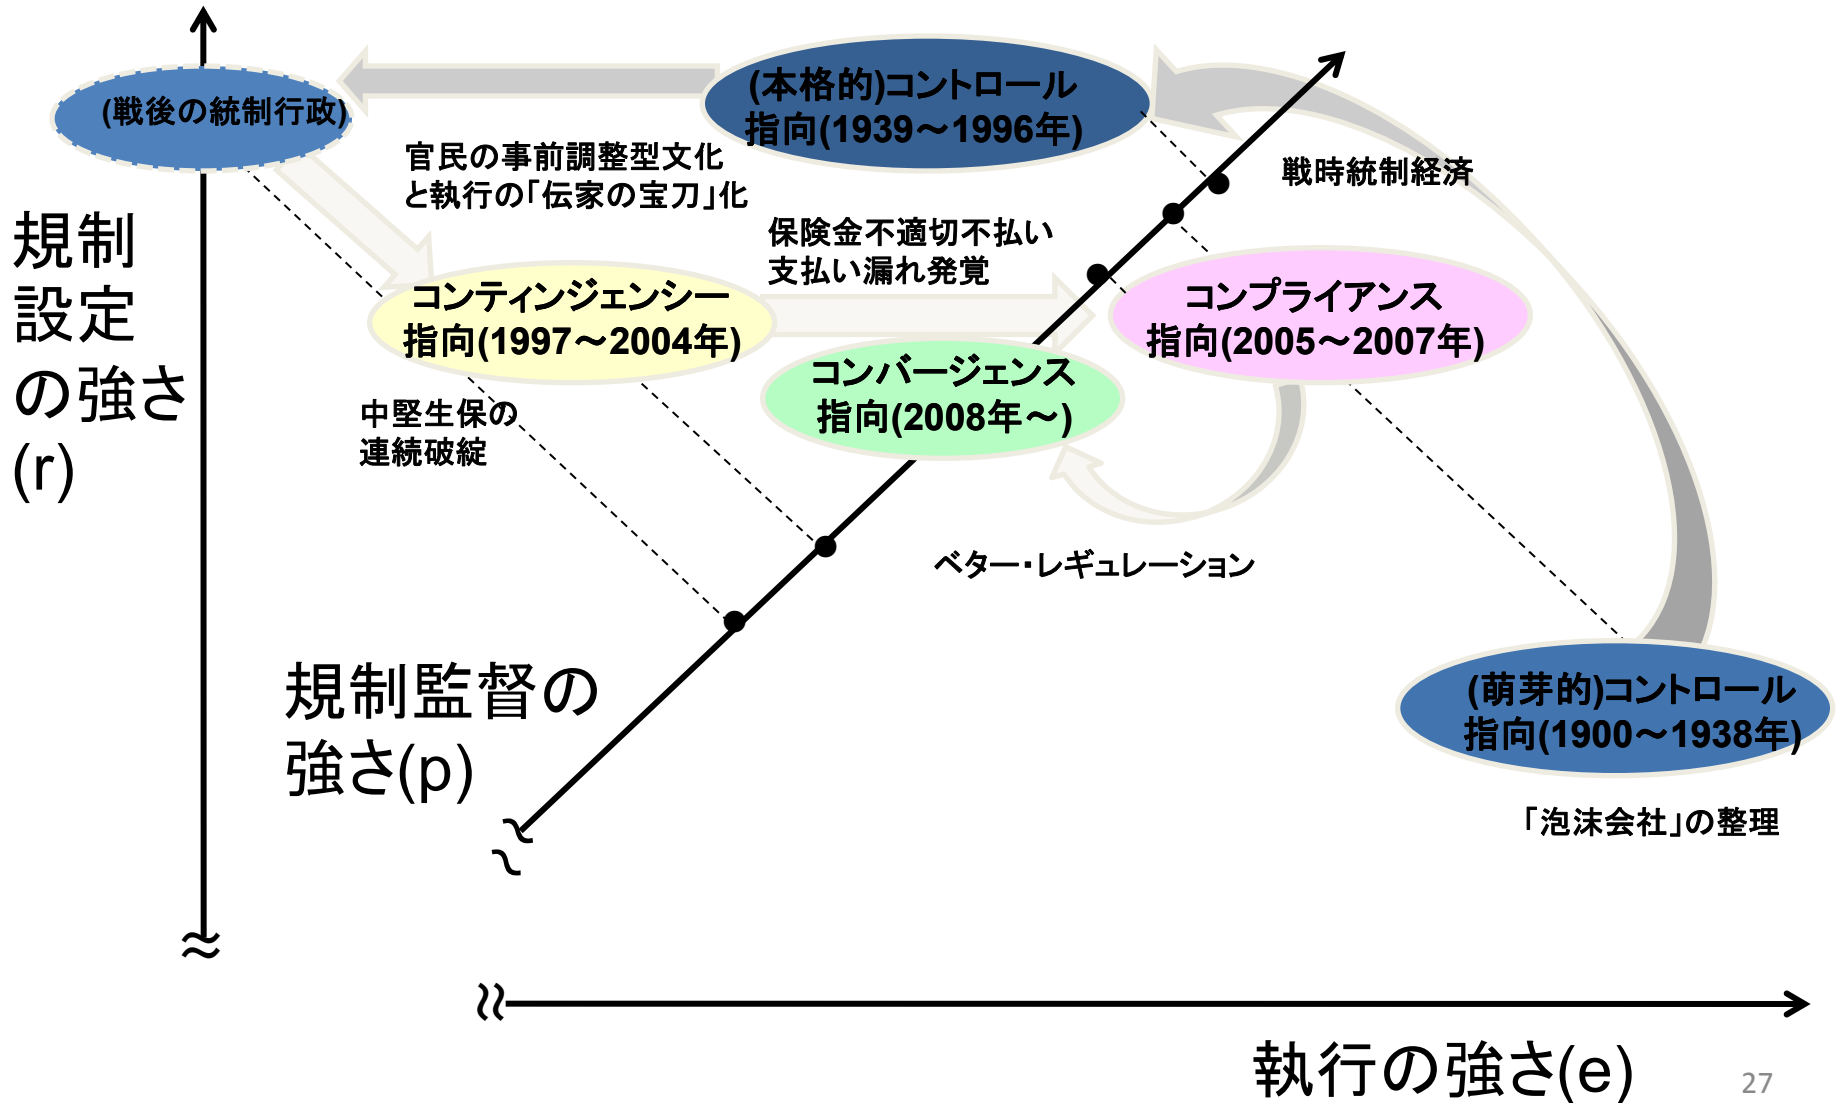 (戦後の統制行政)
(本格的)コントロール
指向(1939～1996年)
官民の事前調整型文化
と執行の「伝家の宝刀」化
戦時統制経済
規制
設定
の強さ
(r)
保険金不適切不払い
支払い漏れ発覚
コンティンジェンシー
指向(1997～2004年)
コンプライアンス
指向(2005～2007年)
コンバージェンス
指向(2008年～)
中堅生保の
連続破綻
ベター・レギュレーション
規制監督の
強さ(p)
(萌芽的)コントロール
指向(1900～1938年)
「泡沫会社」の整理
執行の強さ(e)
27